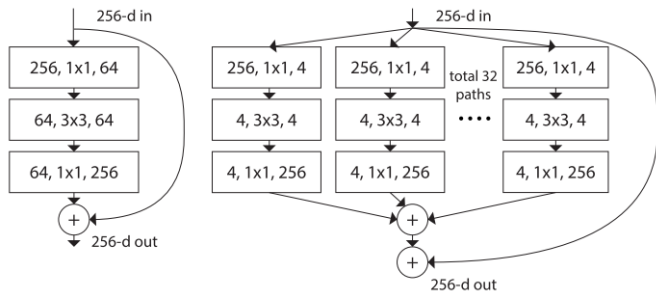 256-d in
256, 1x1, 64
64, 3x3, 64
64, 1x1, 256
+
256-d out
256-d in
256, 1x1, 4
256, 1x1, 4
total 32
paths
••••
256, 1x1, 4
4, 3x3, 4
4, 3x3, 4
4, 3x3, 4
4, 1x1, 256
4, 1x1, 256
4, 1x1, 256
+
+
256-d out